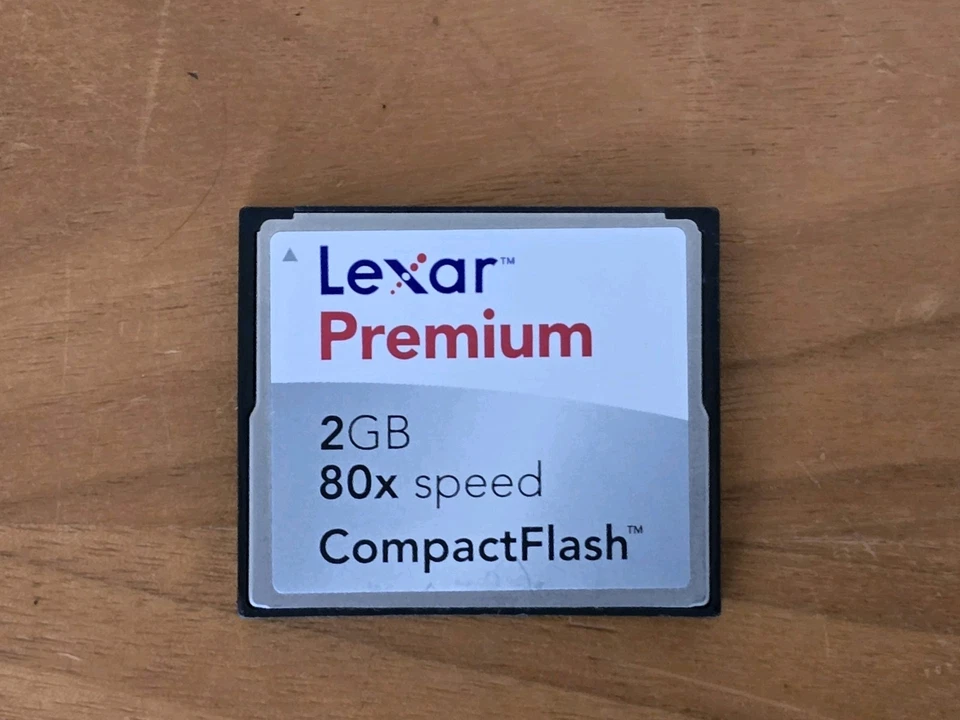 Lexar™
Premium
2GB
80x speed
CompactFlash™